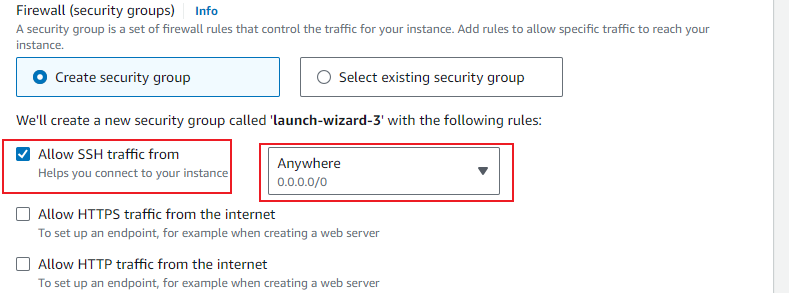 Firewall (security groups) Info
A security group is a set of firewall rules that control the traffic for your instance. Add rules to allow specific traffic to reach your
instance.
Create security group
Select existing security group
We'll create a new security group called 'launch-wizard-3' with the following rules:
Allow SSH traffic from
Helps you connect to your instance
Anywhere
0.0.0.0/0
Allow HTTPS traffic from the internet
To set up an endpoint, for example when creating a web server
Allow HTTP traffic from the internet
To set up an endpoint, for example when creating a web server